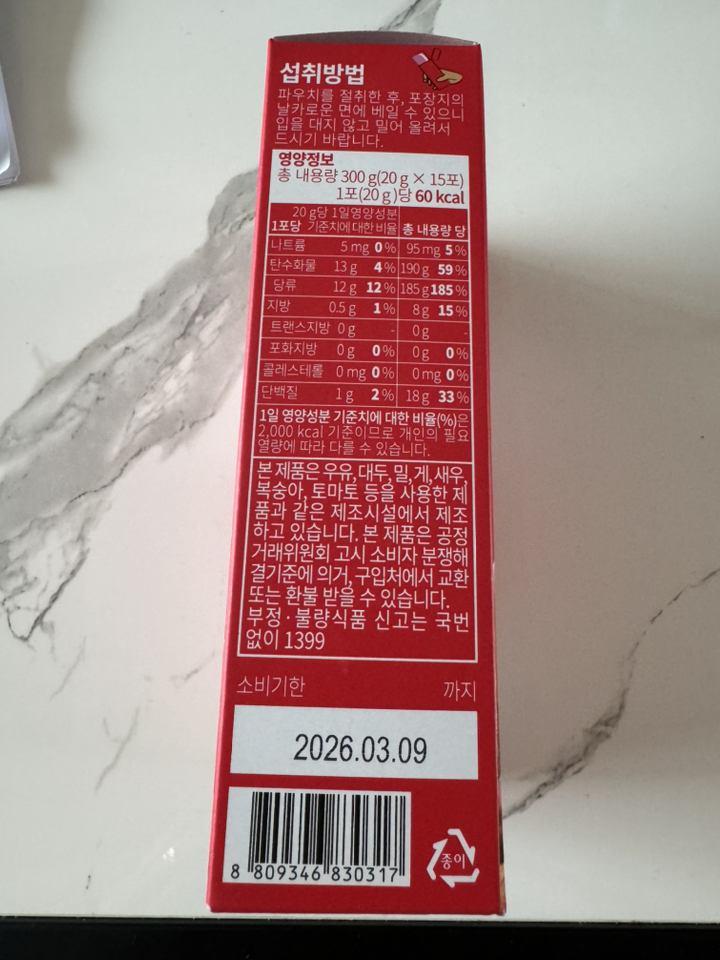 섭취방법
파우치를 절취한 후, 포장지의
날카로운 면에 베일 수 있으니
입을 대지 않고 밀어 올려서
드시기 바랍니다.
영양정보
총 내용량 300 g(20 g × 15포)
1포(20 g)당 60 kcal
20 g당 1일영양성분
1포당 기준치에 대한 비율 총 내용량 당
나트륨 5 mg 0 % 95 mg 5 %
탄수화물 13 g 4 % 190 g 59 %
당류 12 g 12 % 185 g 185 %
지방 0.5 g 1 % 8 g 15 %
트랜스지방 0 g - 0 g -
포화지방 0 g 0 % 0 g 0 %
콜레스테롤 0 mg 0 % 0 mg 0 %
단백질 1 g 2 % 18 g 33 %
1일 영양성분 기준치에 대한 비율(%)은
2,000 kcal 기준이므로 개인의 필요
열량에 따라 다를 수 있습니다.
본 제품은 우유, 대두, 밀, 게, 새우,
복숭아, 토마토 등을 사용한 제
품과 같은 제조시설에서 제조
하고 있습니다. 본 제품은 공정
거래위원회 고시 소비자 분쟁해
결기준에 의거, 구입처에서 교환
또는 환불 받을 수 있습니다.
부정 · 불량식품 신고는 국번
없이 1399
소비기한 까지
2026.03.09
8 809346 830317
종이